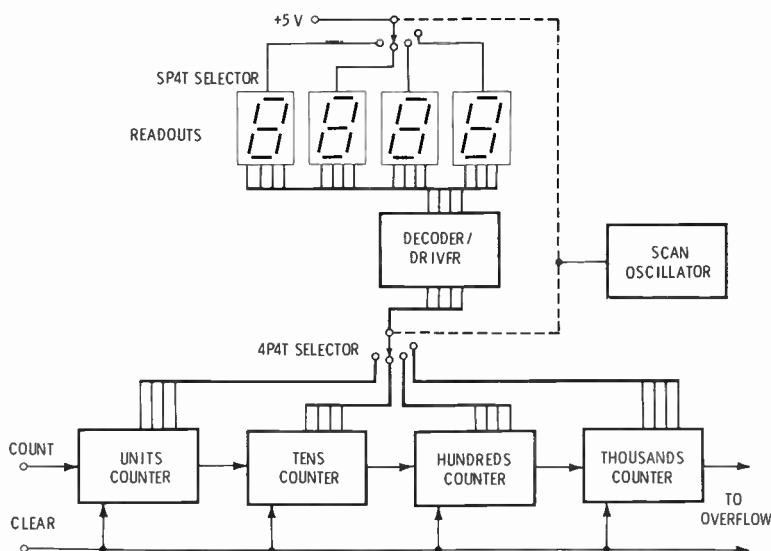 +5 V
SP4T SELECTOR
READOUTS
DECODER/
DRIVER
SCAN
OSCILLATOR
4P4T SELECTOR
COUNT
UNITS
COUNTER
TENS
COUNTER
HUNDREDS
COUNTER
THOUSANDS
COUNTER
TO
OVERFLOW
CLEAR